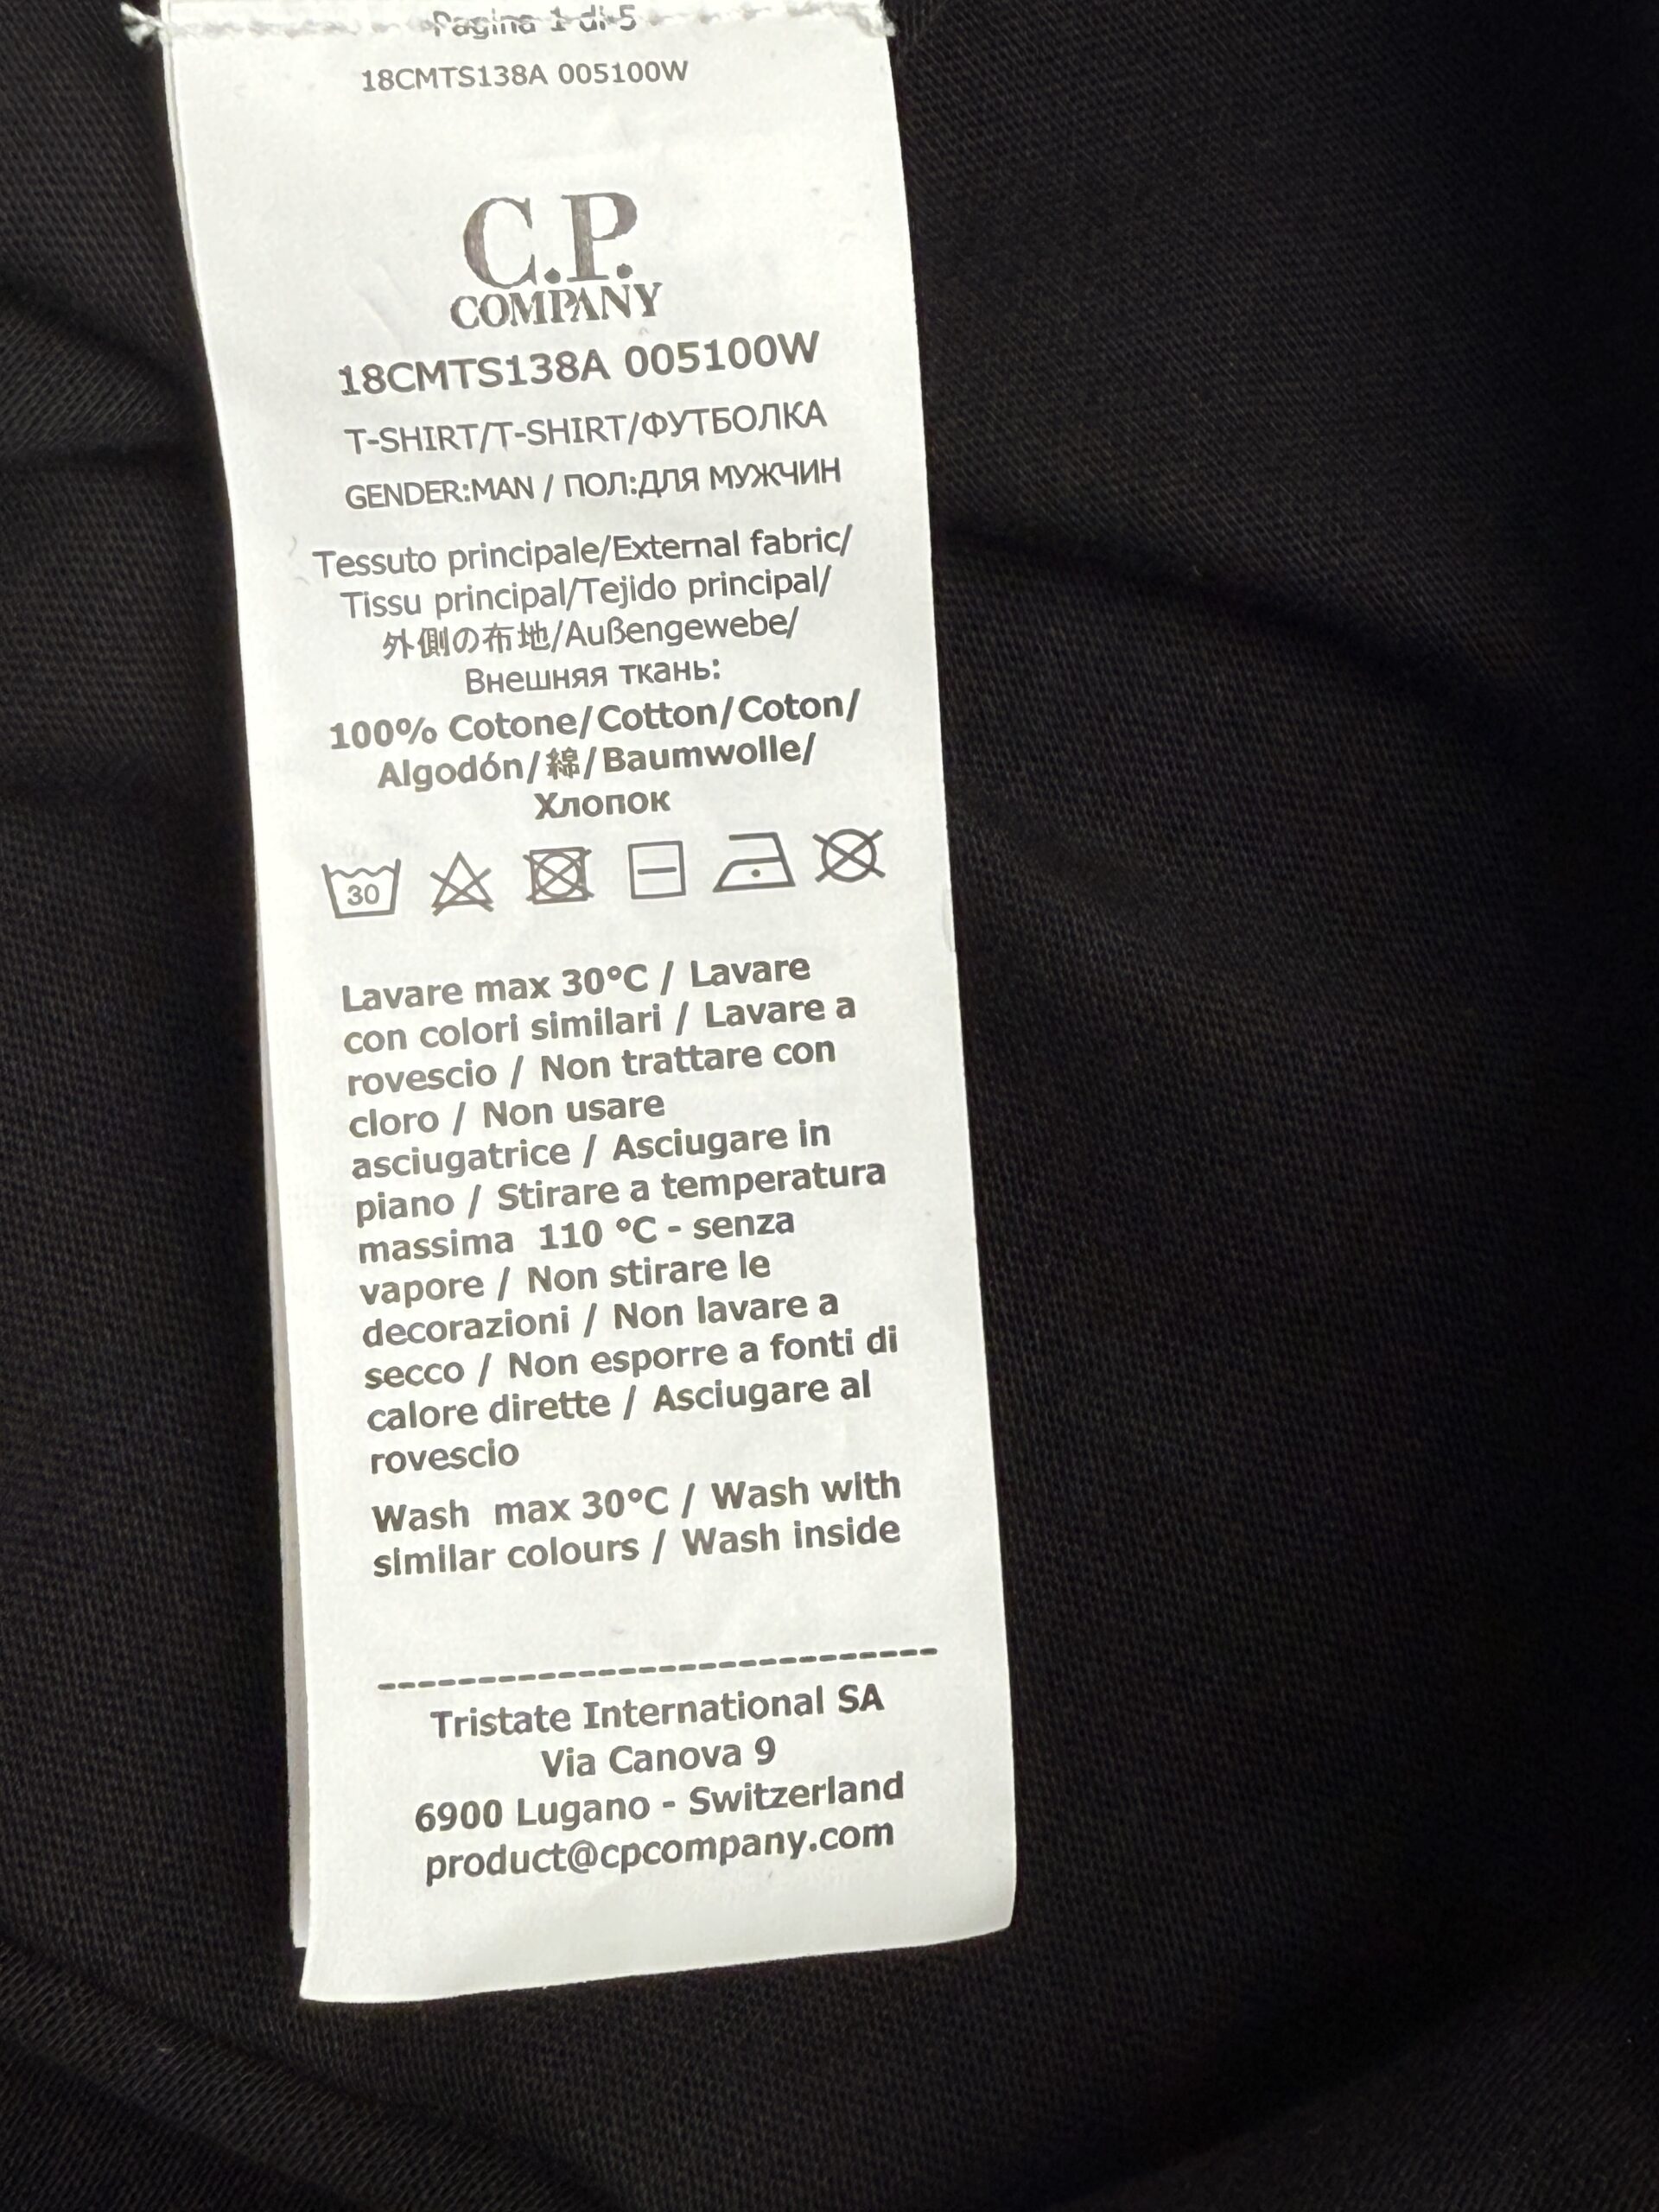 Pagina 1 di 5
18CMTS138A 005100W
C.P.
COMPANY
18CMTS138A 005100W
T-SHIRT/T-SHIRT/ФУТБОЛКА
GENDER:MAN / ПОЛ:ДЛЯ МУЖЧИН
Tessuto principale/External fabric/
Tissu principal/Tejido principal/
外側の布地/Außengewebe/
Внешняя ткань:
100% Cotone/Cotton/Coton/
Algodón/綿/Baumwolle/
Хлопок
30
Lavare max 30°C / Lavare
con colori similari / Lavare a
rovescio / Non trattare con
cloro / Non usare
asciugatrice / Asciugare in
piano / Stirare a temperatura
massima 110 °C - senza
vapore / Non stirare le
decorazioni / Non lavare a
secco / Non esporre a fonti di
calore dirette / Asciugare al
rovescio
Wash max 30°C / Wash with
similar colours / Wash inside
---------------------------
Tristate International SA
Via Canova 9
6900 Lugano - Switzerland
product@cpcompany.com